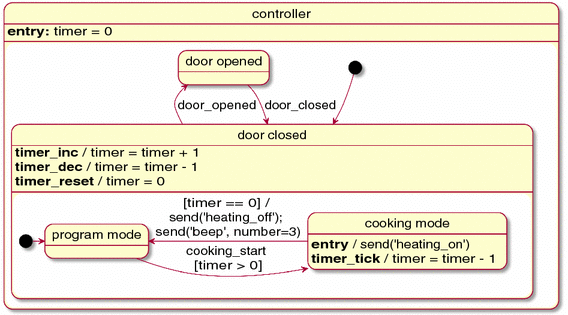 controller
entry: timer = 0
door opened
door_opened
door_closed
door closed
timer_inc / timer = timer + 1
timer_dec / timer = timer - 1
timer_reset / timer = 0
[timer == 0] /
send('heating_off');
send('beep', number=3)
program mode
cooking mode
entry / send('heating_on')
timer_tick / timer = timer - 1
cooking_start
[timer > 0]